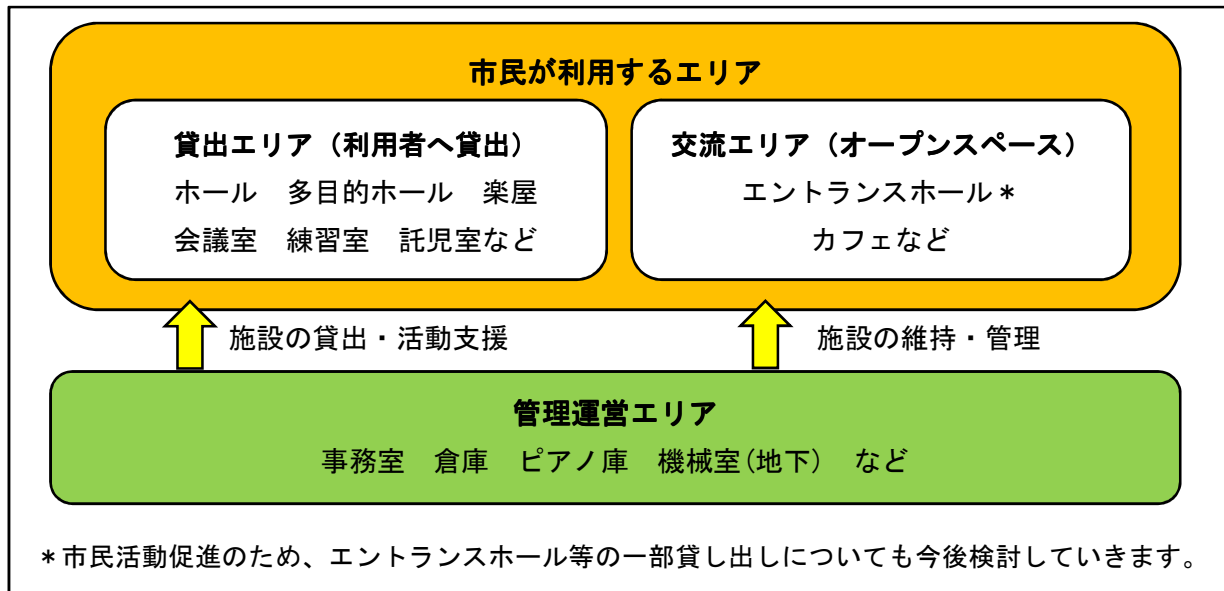 市民が利用するエリア
貸出エリア（利用者へ貸出）
ホール　多目的ホール　楽屋
会議室　練習室　託児室など
交流エリア（オープンスペース）
エントランスホール＊
カフェなど
施設の貸出・活動支援
施設の維持・管理
管理運営エリア
事務室　倉庫　ピアノ庫　機械室(地下)　など
＊市民活動促進のため、エントランスホール等の一部貸し出しについても今後検討していきます。